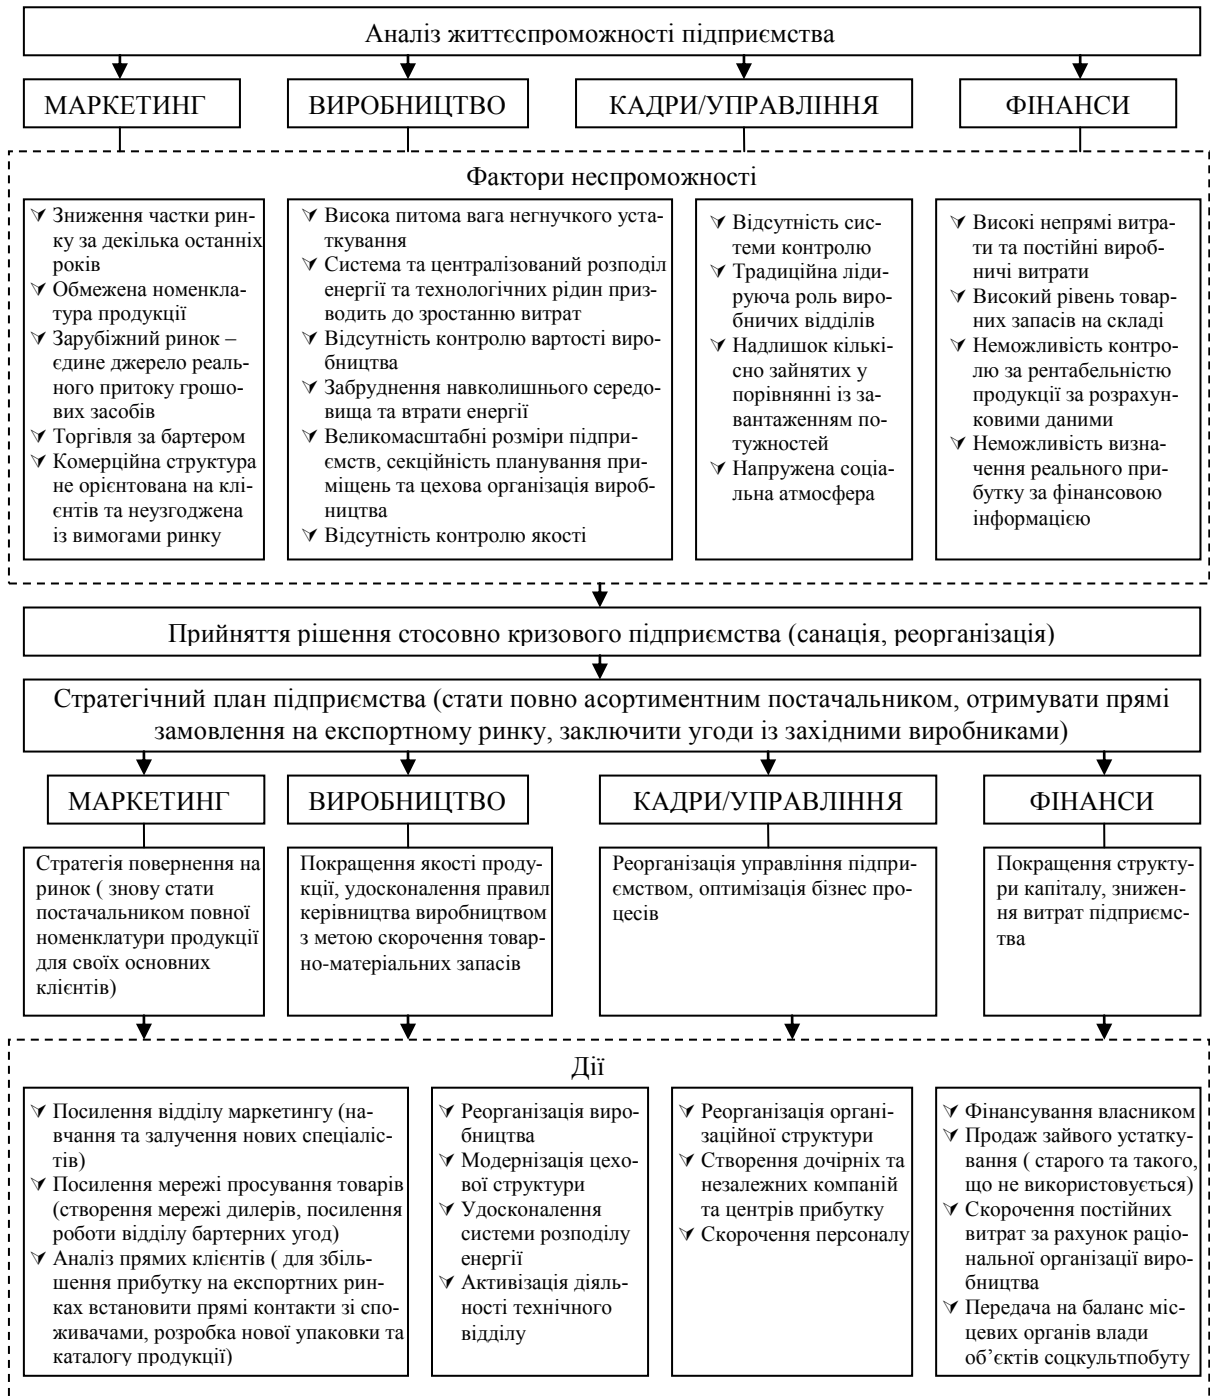 Аналіз життєспроможності підприємства
МАРКЕТИНГ
ВИРОБНИЦТВО
КАДРИ/УПРАВЛІННЯ
ФІНАНСИ
Фактори неспроможності
⮚ Зниження частки рин-
ку за декілька останніх
років
⮚ Обмежена номенкла-
тура продукції
⮚ Зарубіжний ринок –
єдине джерело реаль-
ного притоку грошо-
вих засобів
⮚ Торгівля за бартером
⮚ Комерційна структура
не орієнтована на клі-
єнтів та неузгоджена
із вимогами ринку
⮚ Висока питома вага негнучкого уста-
ткування
⮚ Система та централізований розподіл
енергії та технологічних рідин приз-
водить до зростанню витрат
⮚ Відсутність контролю вартості виро-
бництва
⮚ Забруднення навколишнього середо-
вища та втрати енергії
⮚ Великомасштабні розміри підпри-
ємств, секційність планування при-
міщень та цехова організація вироб-
ництва
⮚ Відсутність контролю якості
⮚ Відсутність сис-
теми контролю
⮚ Традиційна ліди-
руюча роль виро-
бничих відділів
⮚ Надлишок кількі-
сно зайнятих у
порівнянні із за-
вантаженням по-
тужностей
⮚ Напружена соціа-
льна атмосфера
⮚ Високі непрямі витра-
ти та постійні вироб-
ничі витрати
⮚ Високий рівень товар-
них запасів на складі
⮚ Неможливість контро-
лю за рентабельністю
продукції за розрахун-
ковими даними
⮚ Неможливість визна-
чення реального при-
бутку за фінансовою
інформацією
Прийняття рішення стосовно кризового підприємства (санація, реорганізація)
Стратегічний план підприємства (стати повно асортиментним постачальником, отримувати прямі
замовлення на експортному ринку, заключити угоди із західними виробниками)
МАРКЕТИНГ
ВИРОБНИЦТВО
КАДРИ/УПРАВЛІННЯ
ФІНАНСИ
Стратегія повернення на
ринок ( знову стати
постачальником повної
номенклатури продукції
для своїх основних
клієнтів)
Покращення якості проду-
кції, удосконалення правил
керівництва виробництвом
з метою скорочення товар-
но-матеріальних запасів
Реорганізація управління підпри-
ємством, оптимізація бізнес про-
цесів
Покращення структу-
ри капіталу, знижен-
ня витрат підприємс-
тва
Дії
⮚ Посилення відділу маркетингу (на-
вчання та залучення нових спеціаліс-
тів)
⮚ Посилення мережі просування товарів
(створення мережі дилерів, посилення
роботи відділу бартерних угод)
⮚ Аналіз прямих клієнтів ( для збіль-
шення прибутку на експортних рин-
ках встановити прямі контакти зі спо-
живачами, розробка нової упаковки та
каталогу продукції)
⮚ Реорганізація виро-
бництва
⮚ Модернізація цехо-
вої структури
⮚ Удосконалення
системи розподілу
енергії
⮚ Активізація діяль-
ності технічного
відділу
⮚ Реорганізація органі-
заційної структури
⮚ Створення дочірніх та
незалежних компаній
та центрів прибутку
⮚ Скорочення персоналу
⮚ Фінансування власником
⮚ Продаж зайвого устатку-
вання ( старого та такого,
що не використовується)
⮚ Скорочення постійних
витрат за рахунок раціо-
нальної організації виро-
бництва
⮚ Передача на баланс міс-
цевих органів влади
об’єктів соцкультпобуту